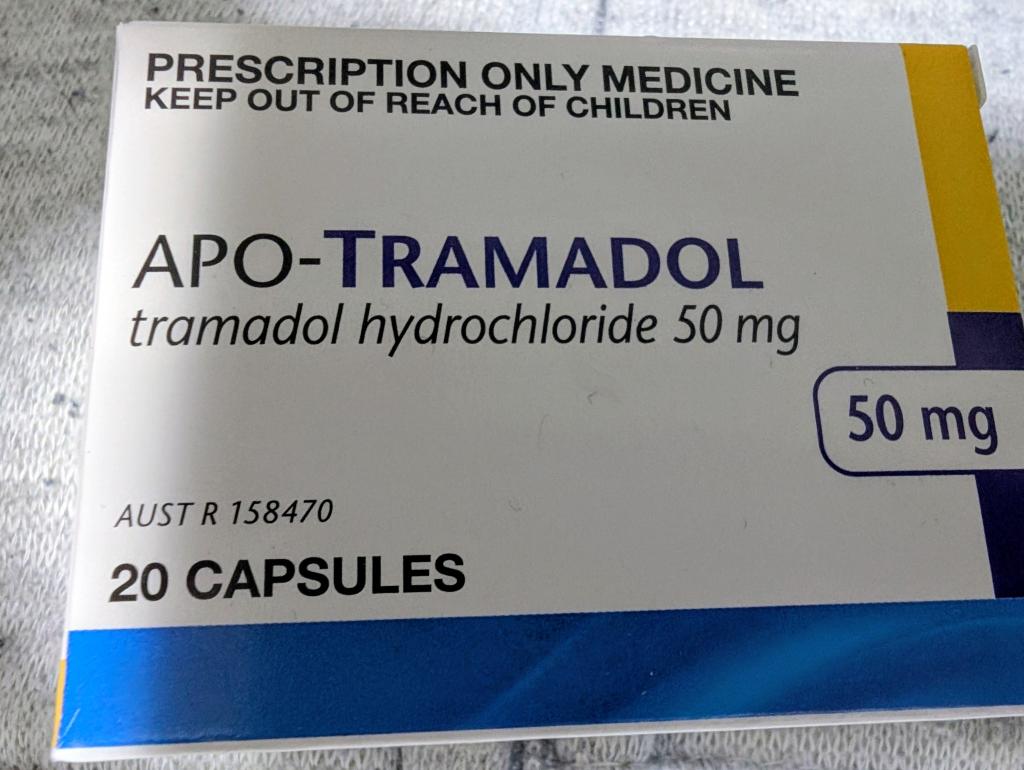 PRESCRIPTION ONLY MEDICINE
KEEP OUT OF REACH OF CHILDREN
APO-TRAMADOL
tramadol hydrochloride 50 mg
50 mg
AUST R 158470
20 CAPSULES